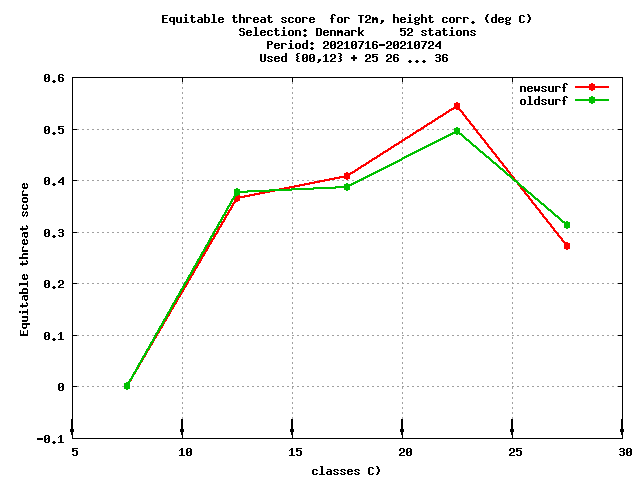 Equitable threat score  for T2m, height corr. (deg C)
Selection: Denmark     52 stations
Period: 20210716-20210724
Used {00,12} + 25 26 ... 36
newsurf
oldsurf
0.6
0.5
0.4
0.3
0.2
0.1
0
-0.1
Equitable threat score
5 10 15 20 25 30
classes C)